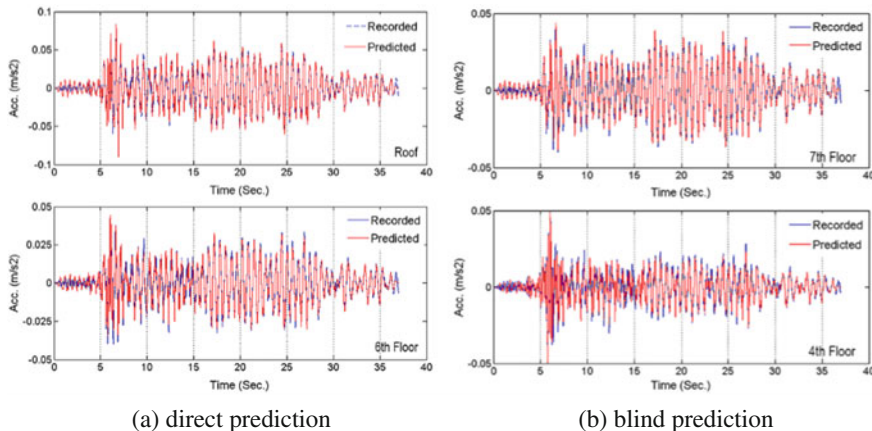 0.1
0.05
0
-0.05
-0.1
Acc. (m/s2)
Recorded
Predicted
Roof
0 5 10 15 20 25 30 35 40
Time (Sec.)
0.05
0.025
0
-0.025
-0.05
Acc. (m/s2)
Recorded
Predicted
6th Floor
0 5 10 15 20 25 30 35 40
Time (Sec.)
(a) direct prediction
0.05
0
-0.05
Acc. (m/s2)
Recorded
Predicted
7th Floor
0 5 10 15 20 25 30 35 40
Time (Sec.)
0.05
0
-0.05
Acc. (m/s2)
Recorded
Predicted
4th Floor
0 5 10 15 20 25 30 35 40
Time (Sec.)
(b) blind prediction